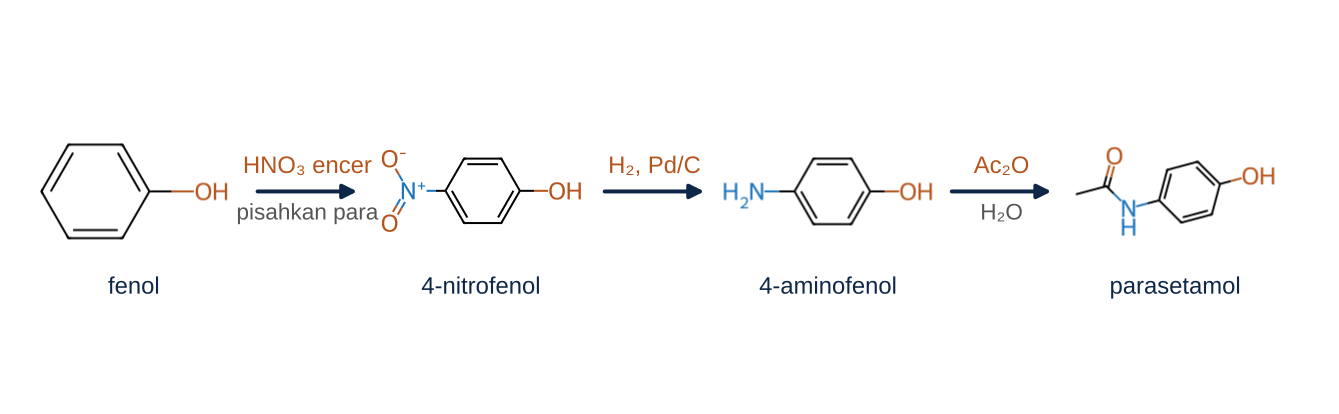 HNO₃ encer
pisahkan para
OH
O⁻
N⁺
O
OH
H₂, Pd/C
H₂N
OH
Ac₂O
H₂O
O
N
H
OH
fenol
4-nitrofenol
4-aminofenol
parasetamol